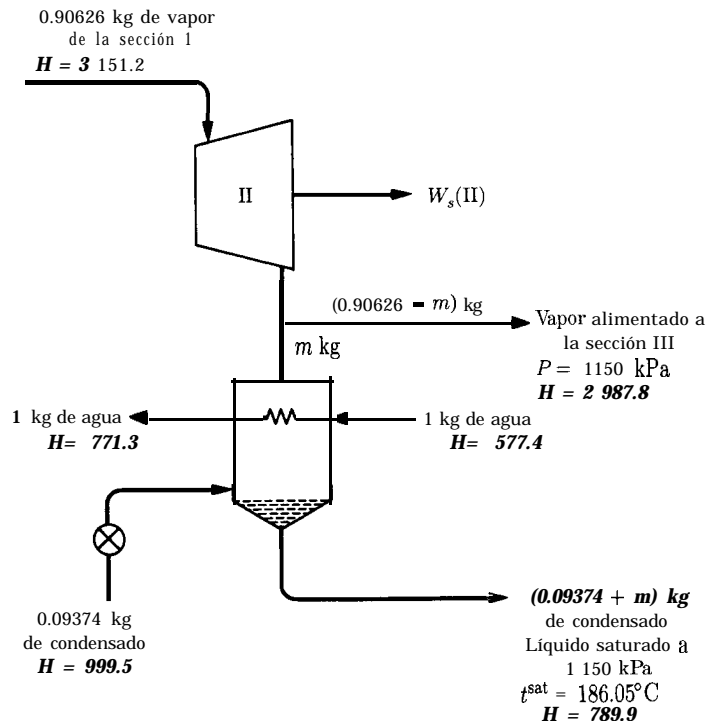 0.90626 kg de vapor
de la sección 1
H = 3 151.2
II
W_s(II)
(0.90626 − m) kg
Vapor alimentado a
la sección III
P = 1150 kPa
H = 2 987.8
m kg
1 kg de agua
H= 771.3
1 kg de agua
H= 577.4
0.09374 kg
de condensado
H = 999.5
(0.09374 + m) kg
de condensado
Líquido saturado a
1 150 kPa
t^sat = 186.05°C
H = 789.9